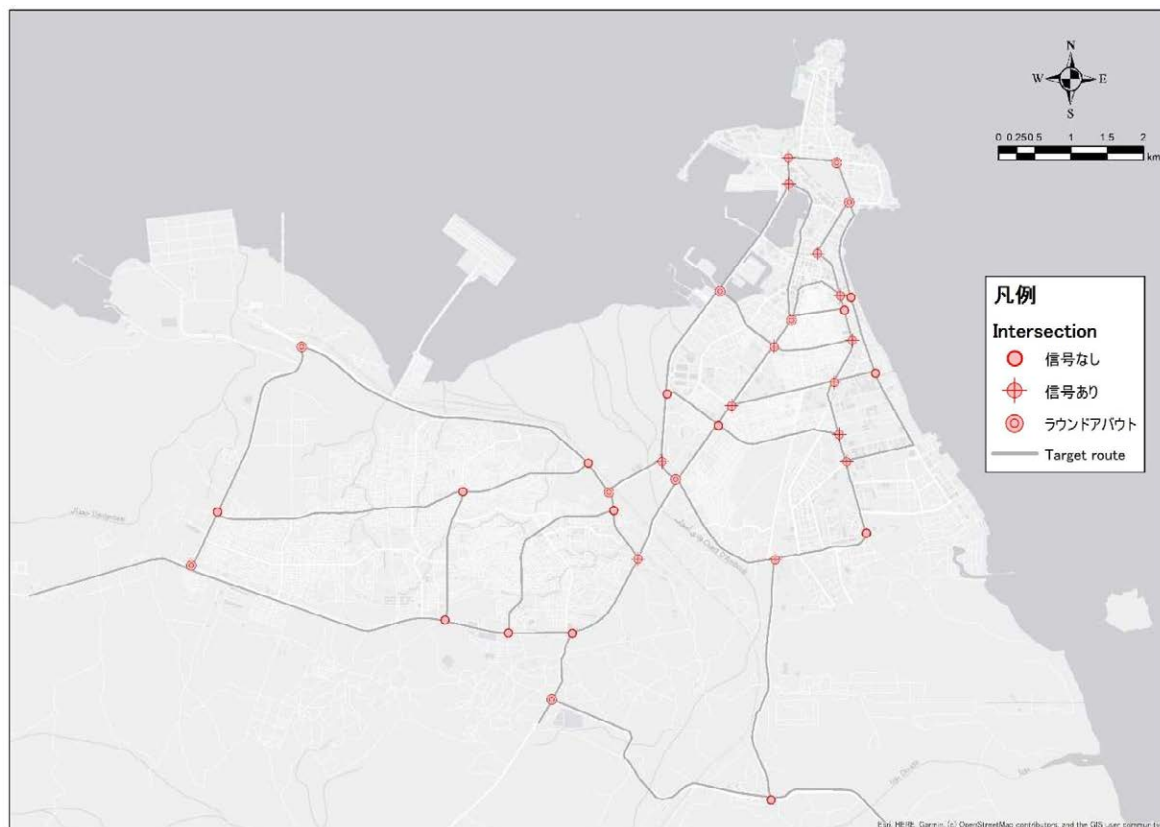 N
W E
S
0 0.25 0.5 1 1.5 2
km
凡例
Intersection
信号なし
信号あり
ラウンドアバウト
Target route
Esri, HERE, Garmin, (c) OpenStreetMap contributors, and the GIS user community